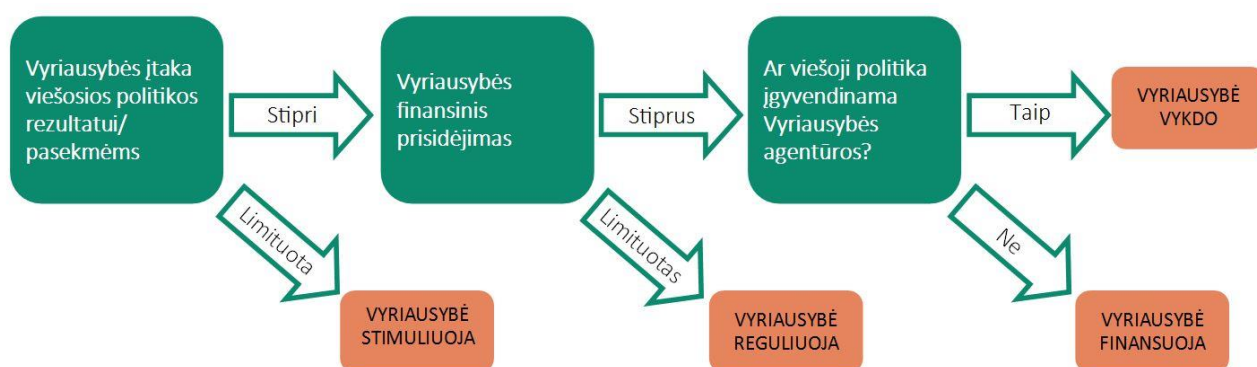 Vyriausybės įtaka
viešosios politikos
rezultatui/
pasekmėms
Stipri
Limituota
VYRIAUSYBĖ
STIMULIUOJA
Vyriausybės
finansinis
prisidėjimas
Stiprus
Limituotas
VYRIAUSYBĖ
REGULIUOJA
Ar viešoji politika
įgyvendinama
Vyriausybės
agentūros?
Taip
VYRIAUSYBĖ
VYKDO
Ne
VYRIAUSYBĖ
FINANSUOJA